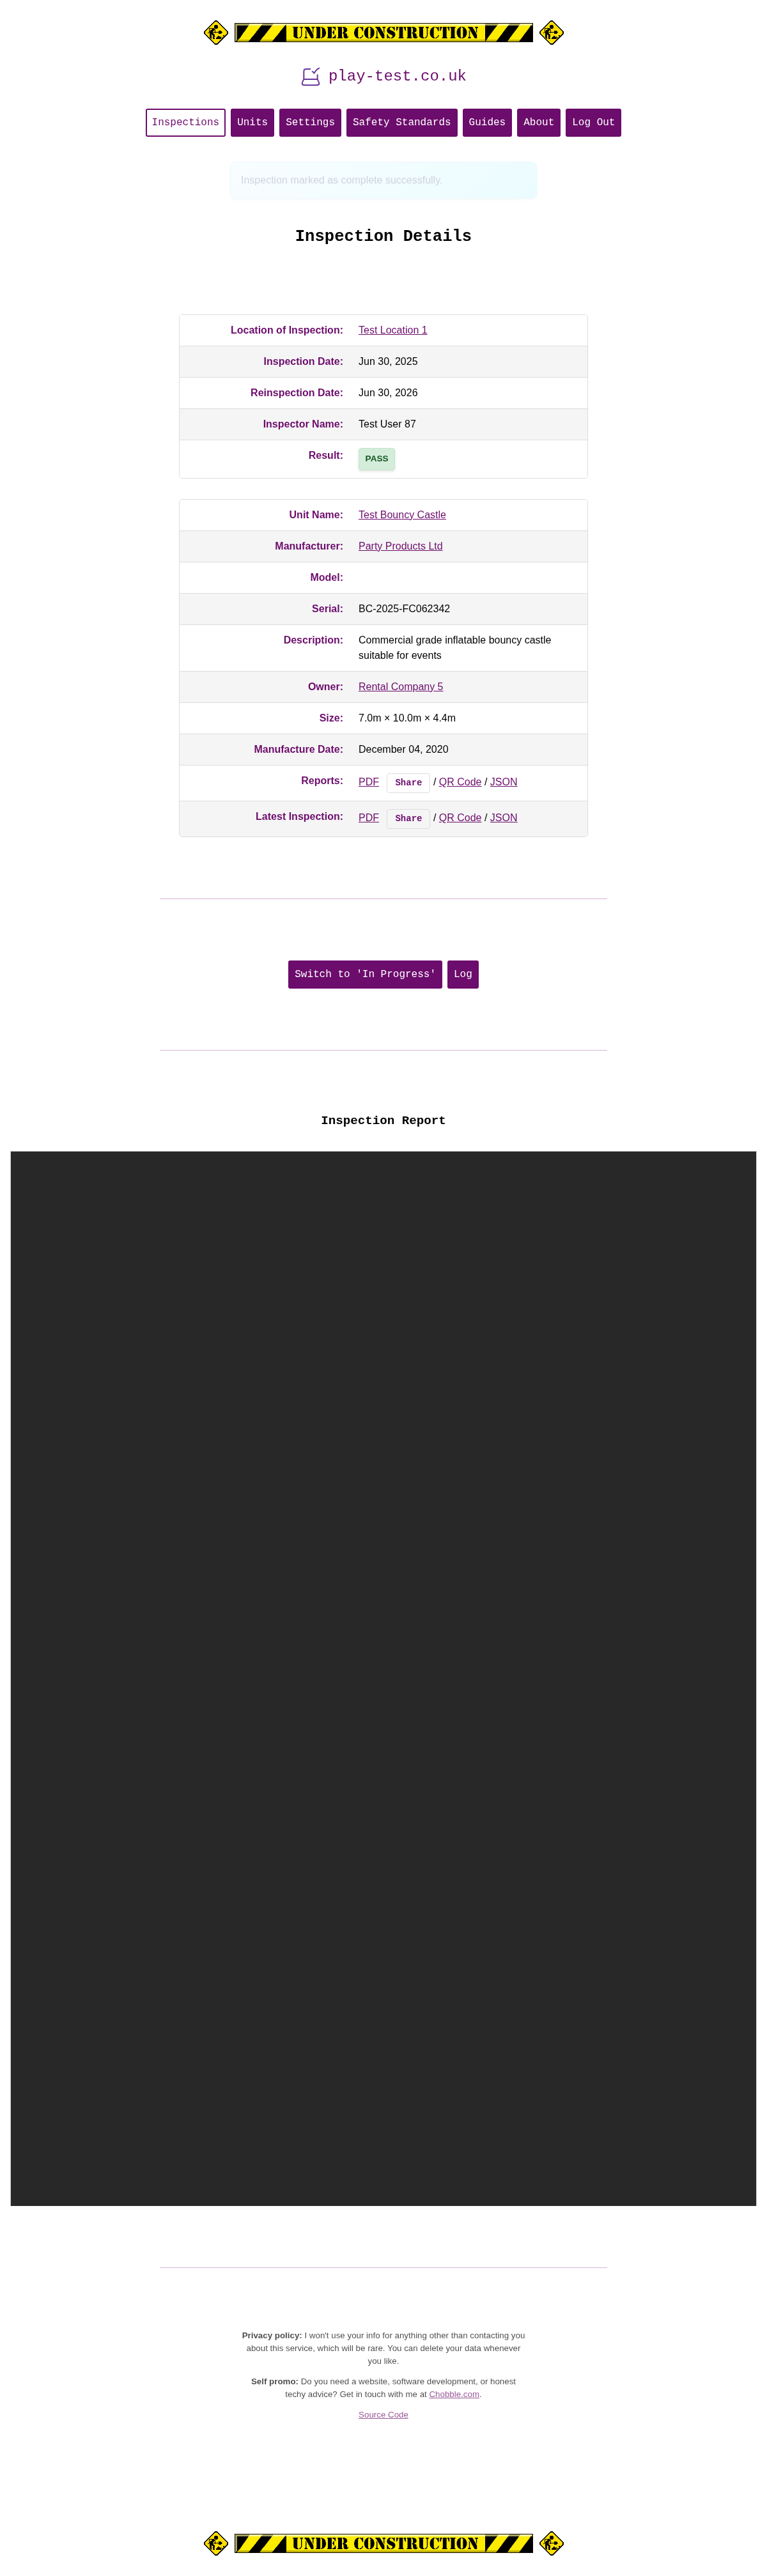 UNDER CONSTRUCTION
play-test.co.uk
Inspections Units Settings Safety Standards Guides About Log Out
Inspection marked as complete successfully.
Inspection Details
Location of Inspection: Test Location 1
Inspection Date: Jun 30, 2025
Reinspection Date: Jun 30, 2026
Inspector Name: Test User 87
Result: PASS
Unit Name: Test Bouncy Castle
Manufacturer: Party Products Ltd
Model:
Serial: BC-2025-FC062342
Description: Commercial grade inflatable bouncy castle
suitable for events
Owner: Rental Company 5
Size: 7.0m × 10.0m × 4.4m
Manufacture Date: December 04, 2020
Reports: PDF Share / QR Code / JSON
Latest Inspection: PDF Share / QR Code / JSON
Switch to 'In Progress' Log
Inspection Report
Privacy policy: I won't use your info for anything other than contacting you
about this service, which will be rare. You can delete your data whenever
you like.
Self promo: Do you need a website, software development, or honest
techy advice? Get in touch with me at Chobble.com.
Source Code
UNDER CONSTRUCTION